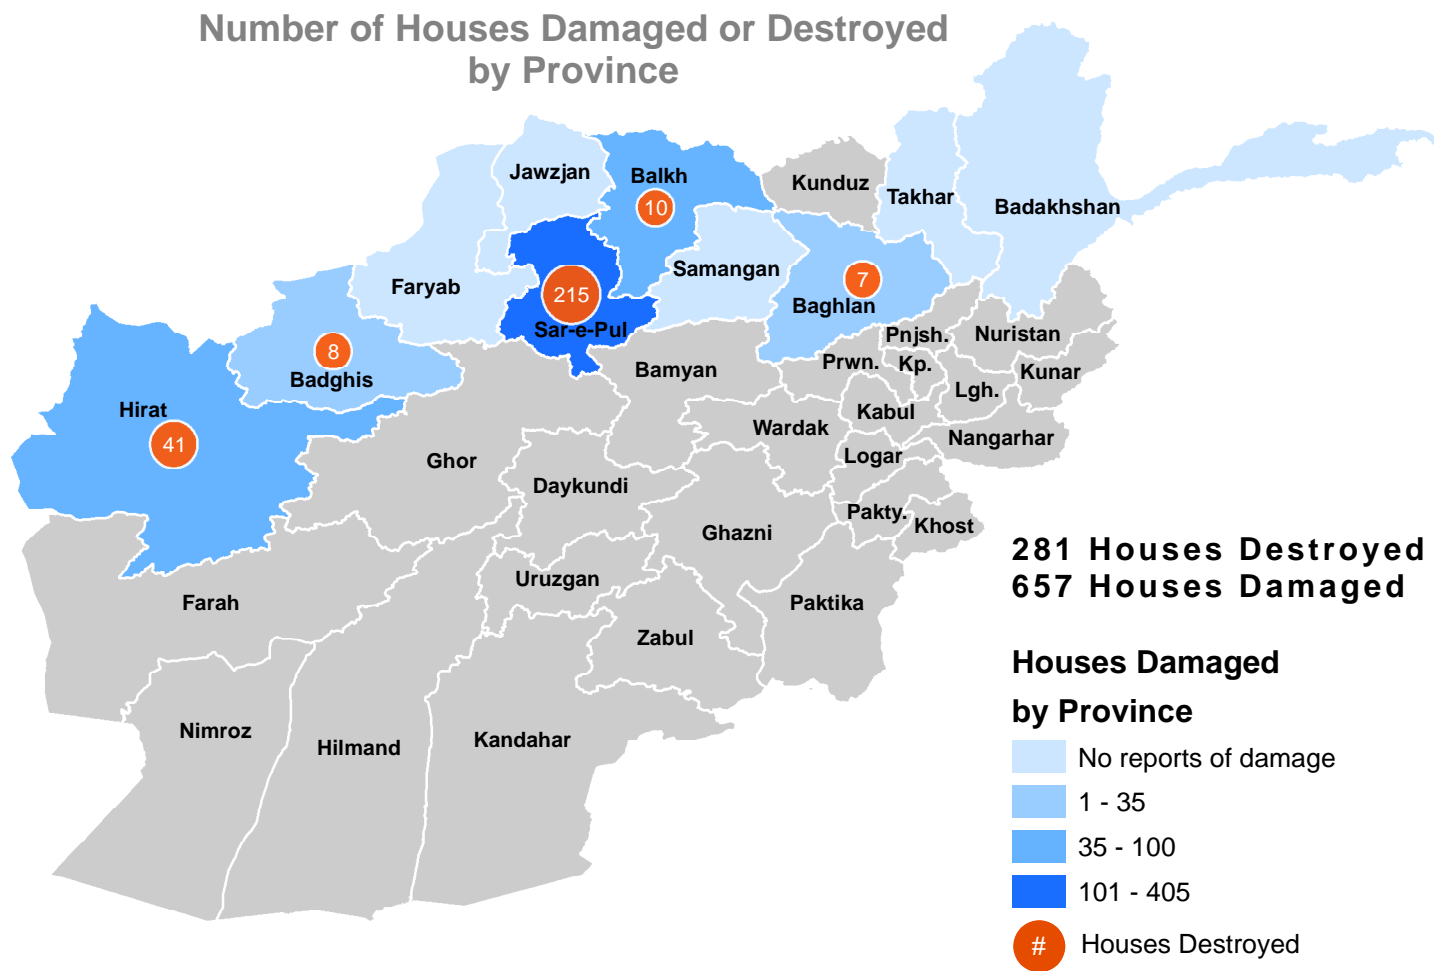 Number of Houses Damaged or Destroyed
by Province
Jawzjan
Balkh
10
Kunduz
Takhar
Badakhshan
Faryab
215
Sar-e-Pul
Samangan
7
Baghlan
8
Badghis
Hirat
41
Ghor
Bamyan
Pnjsh.
Nuristan
Prwn.
Kp.
Kunar
Lgh.
Kabul
Wardak
Nangarhar
Logar
Daykundi
Pakty.
Khost
Ghazni
Uruzgan
Farah
Paktika
Zabul
Nimroz
Hilmand
Kandahar
281 Houses Destroyed
657 Houses Damaged
Houses Damaged
by Province
No reports of damage
1 - 35
35 - 100
101 - 405
# Houses Destroyed